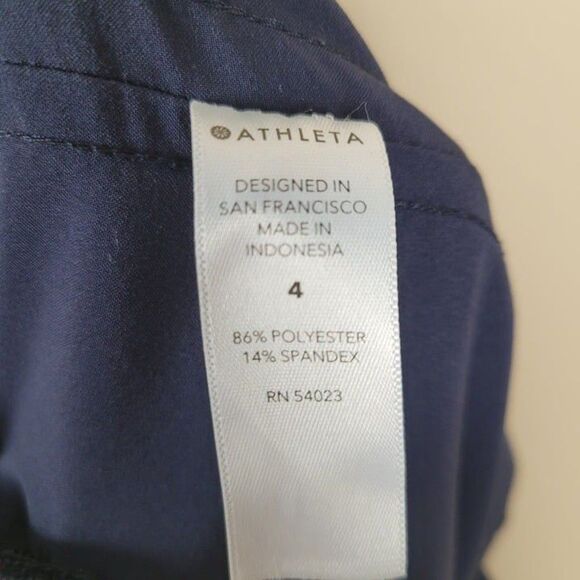 ATHLETA
DESIGNED IN
SAN FRANCISCO
MADE IN
INDONESIA
4
86% POLYESTER
14% SPANDEX
RN 54023